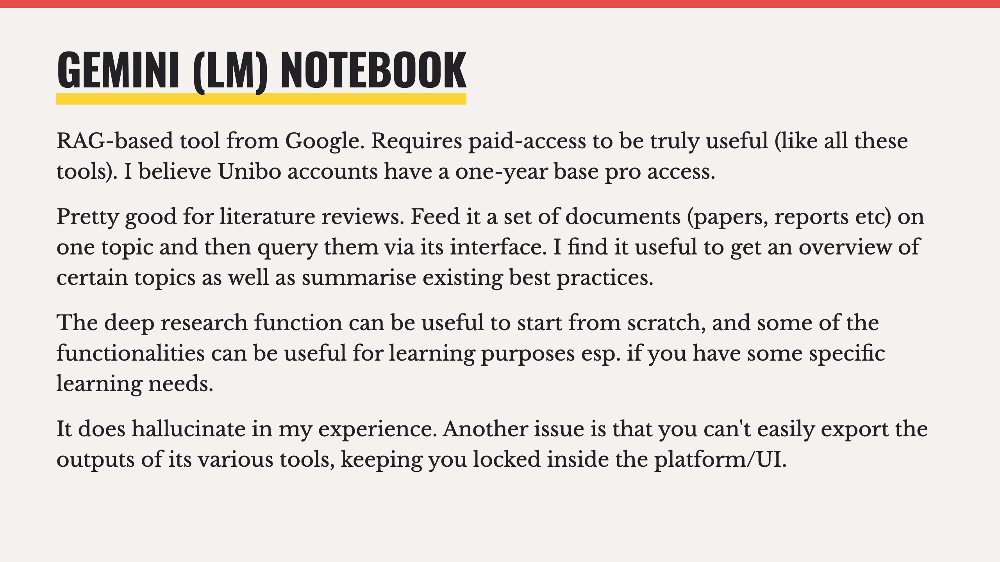 GEMINI (LM) NOTEBOOK
RAG-based tool from Google. Requires paid-access to be truly useful (like all these
tools). I believe Unibo accounts have a one-year base pro access.
Pretty good for literature reviews. Feed it a set of documents (papers, reports etc) on
one topic and then query them via its interface. I find it useful to get an overview of
certain topics as well as summarise existing best practices.
The deep research function can be useful to start from scratch, and some of the
functionalities can be useful for learning purposes esp. if you have some specific
learning needs.
It does hallucinate in my experience. Another issue is that you can't easily export the
outputs of its various tools, keeping you locked inside the platform/UI.